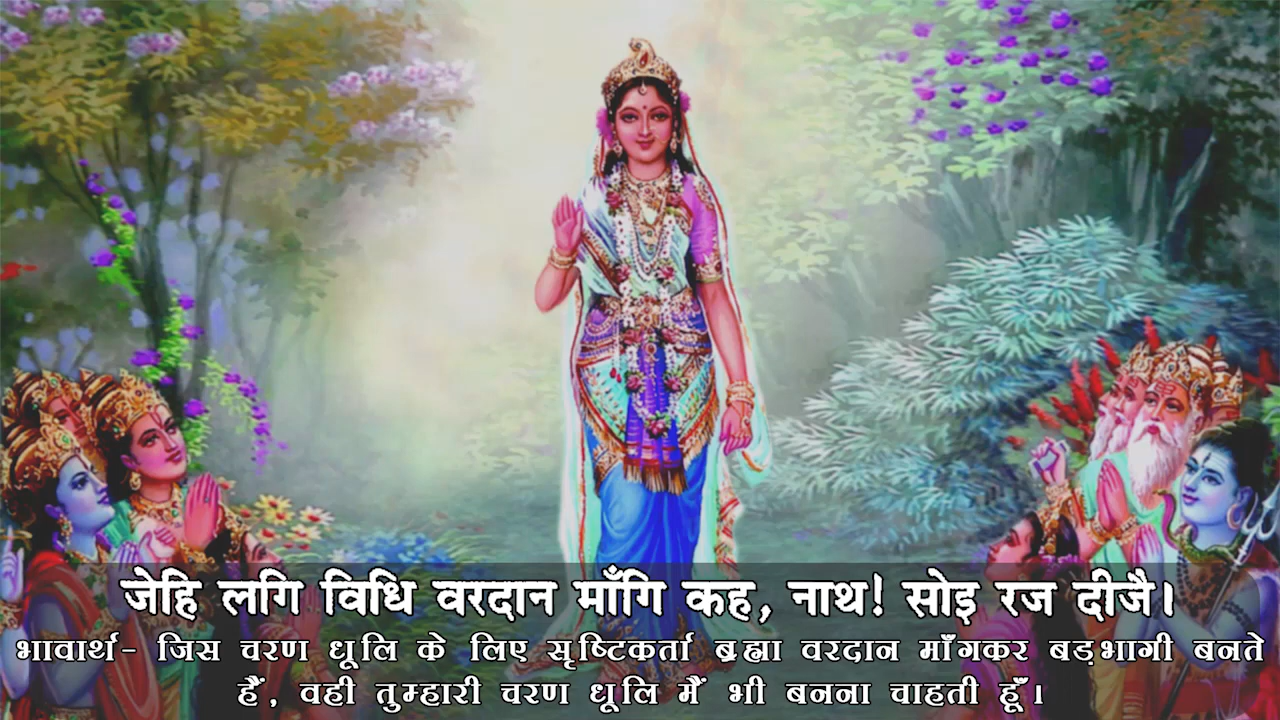 जेहि लगि विधि वरदान माँगि कह, नाथ! सोइ रज दीजै।
भावार्थ- जिस चरण धूलि के लिए सृष्टिकर्ता ब्रह्मा वरदान माँगकर बड़भागी बनते
हैं, वही तुम्हारी चरण धूलि मैं भी बनना चाहती हूँ।